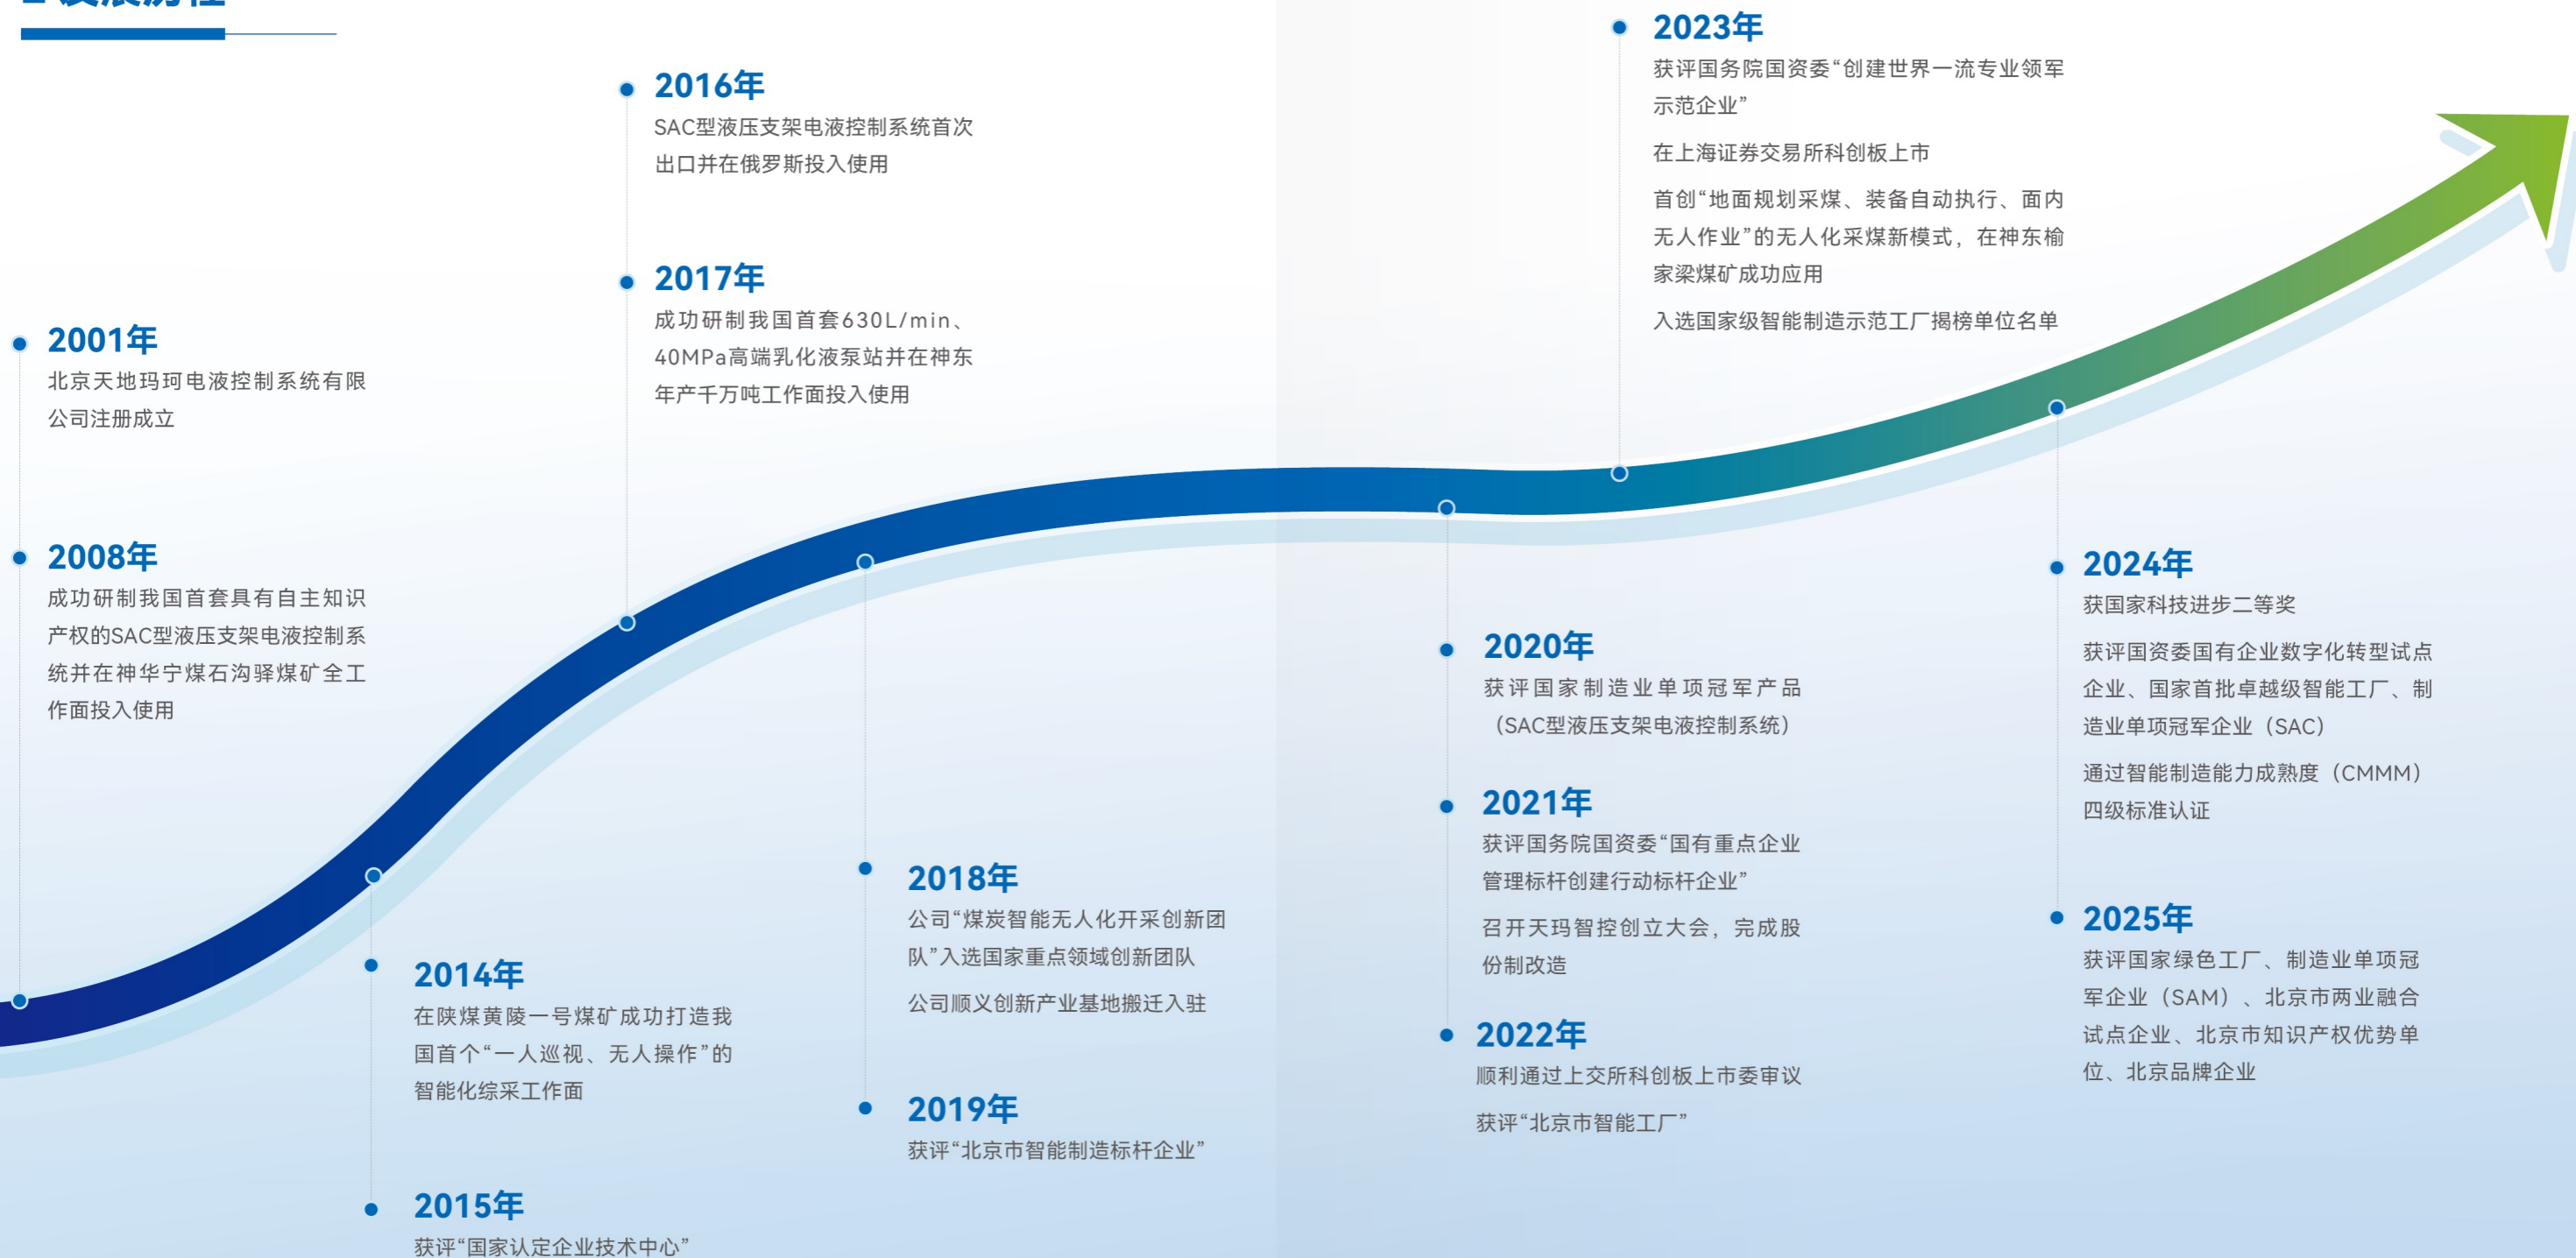 发展历程
2001年
北京天地玛珂电液控制系统有限
公司注册成立
2008年
成功研制我国首套具有自主知识
产权的SAC型液压支架电液控制系
统并在神华宁煤石沟驿煤矿全工
作面投入使用
2014年
在陕煤黄陵一号煤矿成功打造我
国首个“一人巡视、无人操作”的
智能化综采工作面
2015年
获评“国家认定企业技术中心”
2016年
SAC型液压支架电液控制系统首次
出口并在俄罗斯投入使用
2017年
成功研制我国首套630L/min、
40MPa高端乳化液泵站并在神东
年产千万吨工作面投入使用
2018年
公司“煤炭智能无人化开采创新团
队”入选国家重点领域创新团队
公司顺义创新产业基地搬迁入驻
2019年
获评“北京市智能制造标杆企业”
2020年
获评国家制造业单项冠军产品
（SAC型液压支架电液控制系统）
2021年
获评国务院国资委“国有重点企业
管理标杆创建行动标杆企业”
召开天玛智控创立大会，完成股
份制改造
2022年
顺利通过上交所科创板上市委审议
获评“北京市智能工厂”
2023年
获评国务院国资委“创建世界一流专业领军
示范企业”
在上海证券交易所科创板上市
首创“地面规划采煤、装备自动执行、面内
无人作业”的无人化采煤新模式，在神东榆
家梁煤矿成功应用
入选国家级智能制造示范工厂揭榜单位名单
2024年
获国家科技进步二等奖
获评国资委国有企业数字化转型试点
企业、国家首批卓越级智能工厂、制
造业单项冠军企业（SAC）
通过智能制造能力成熟度（CMMM）
四级标准认证
2025年
获评国家绿色工厂、制造业单项冠
军企业（SAM）、北京市两业融合
试点企业、北京市知识产权优势单
位、北京品牌企业